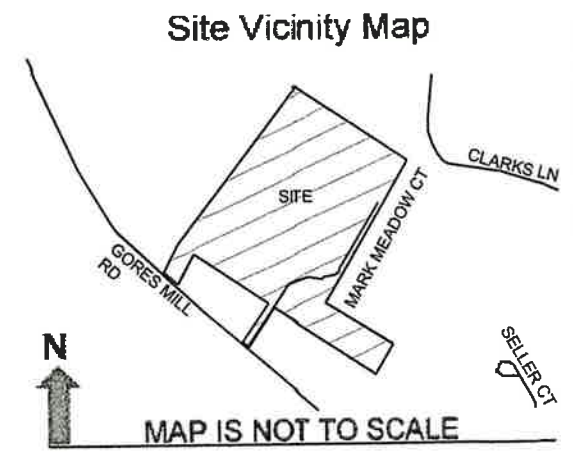 Site Vicinity Map
CLARKS LN
SITE
MARK MEADOW CT
GORES MILL
RD
SELLER CT
N
MAP IS NOT TO SCALE